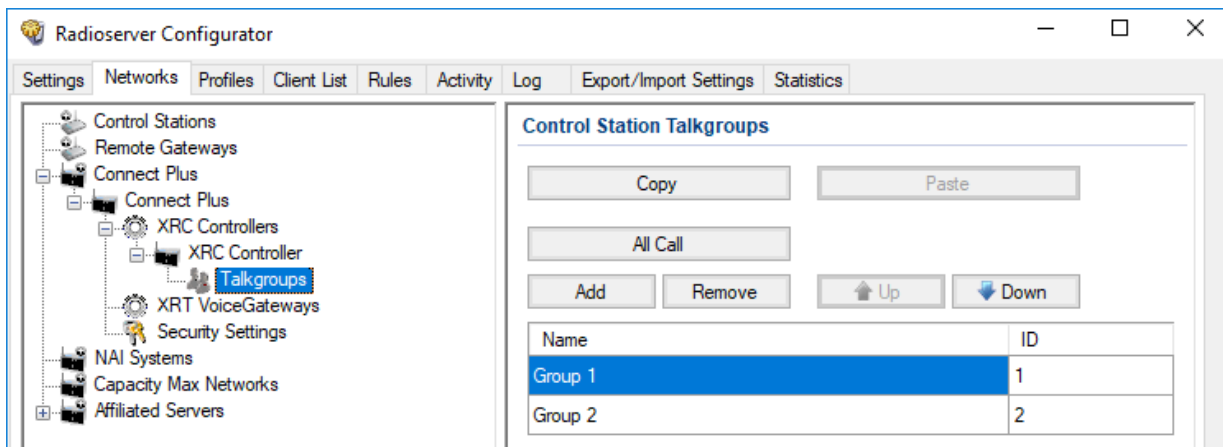 Radioserver Configurator
Settings Networks Profiles Client List Rules Activity Log Export/Import Settings Statistics
Control Stations
Remote Gateways
Connect Plus
Connect Plus
XRC Controllers
XRC Controller
Talkgroups
XRT VoiceGateways
Security Settings
NAI Systems
Capacity Max Networks
Affiliated Servers
Control Station Talkgroups
Copy Paste
All Call
Add Remove Up Down
Name ID
Group 1 1
Group 2 2